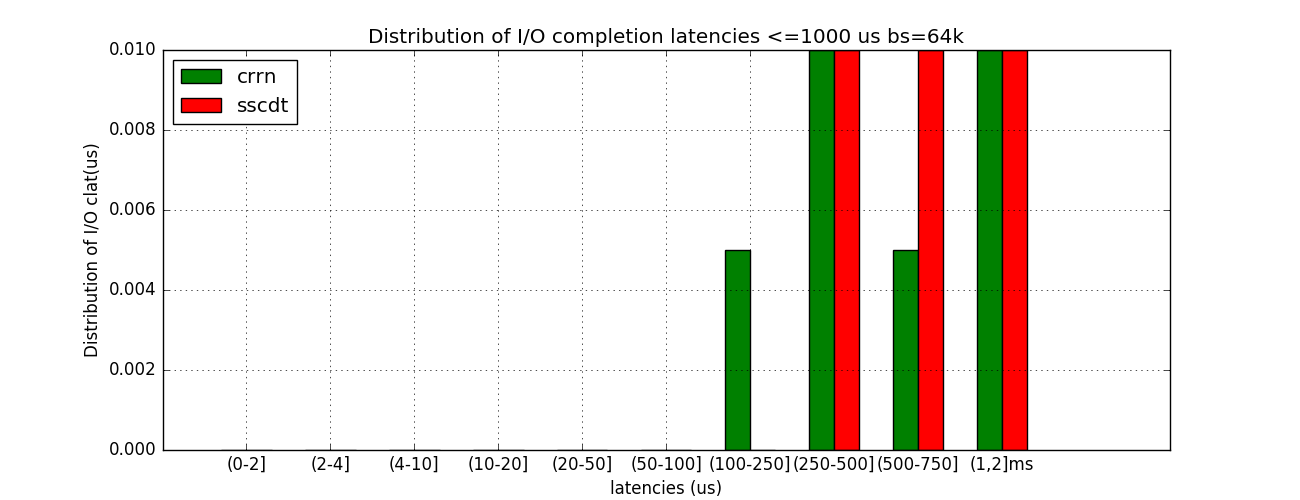 Distribution of I/O completion latencies <=1000 us bs=64k
crrn
sscdt
Distribution of I/O clat(us)
0.010
0.008
0.006
0.004
0.002
0.000
(0-2] (2-4] (4-10] (10-20] (20-50] (50-100] (100-250] (250-500] (500-750] (1,2]ms
latencies (us)